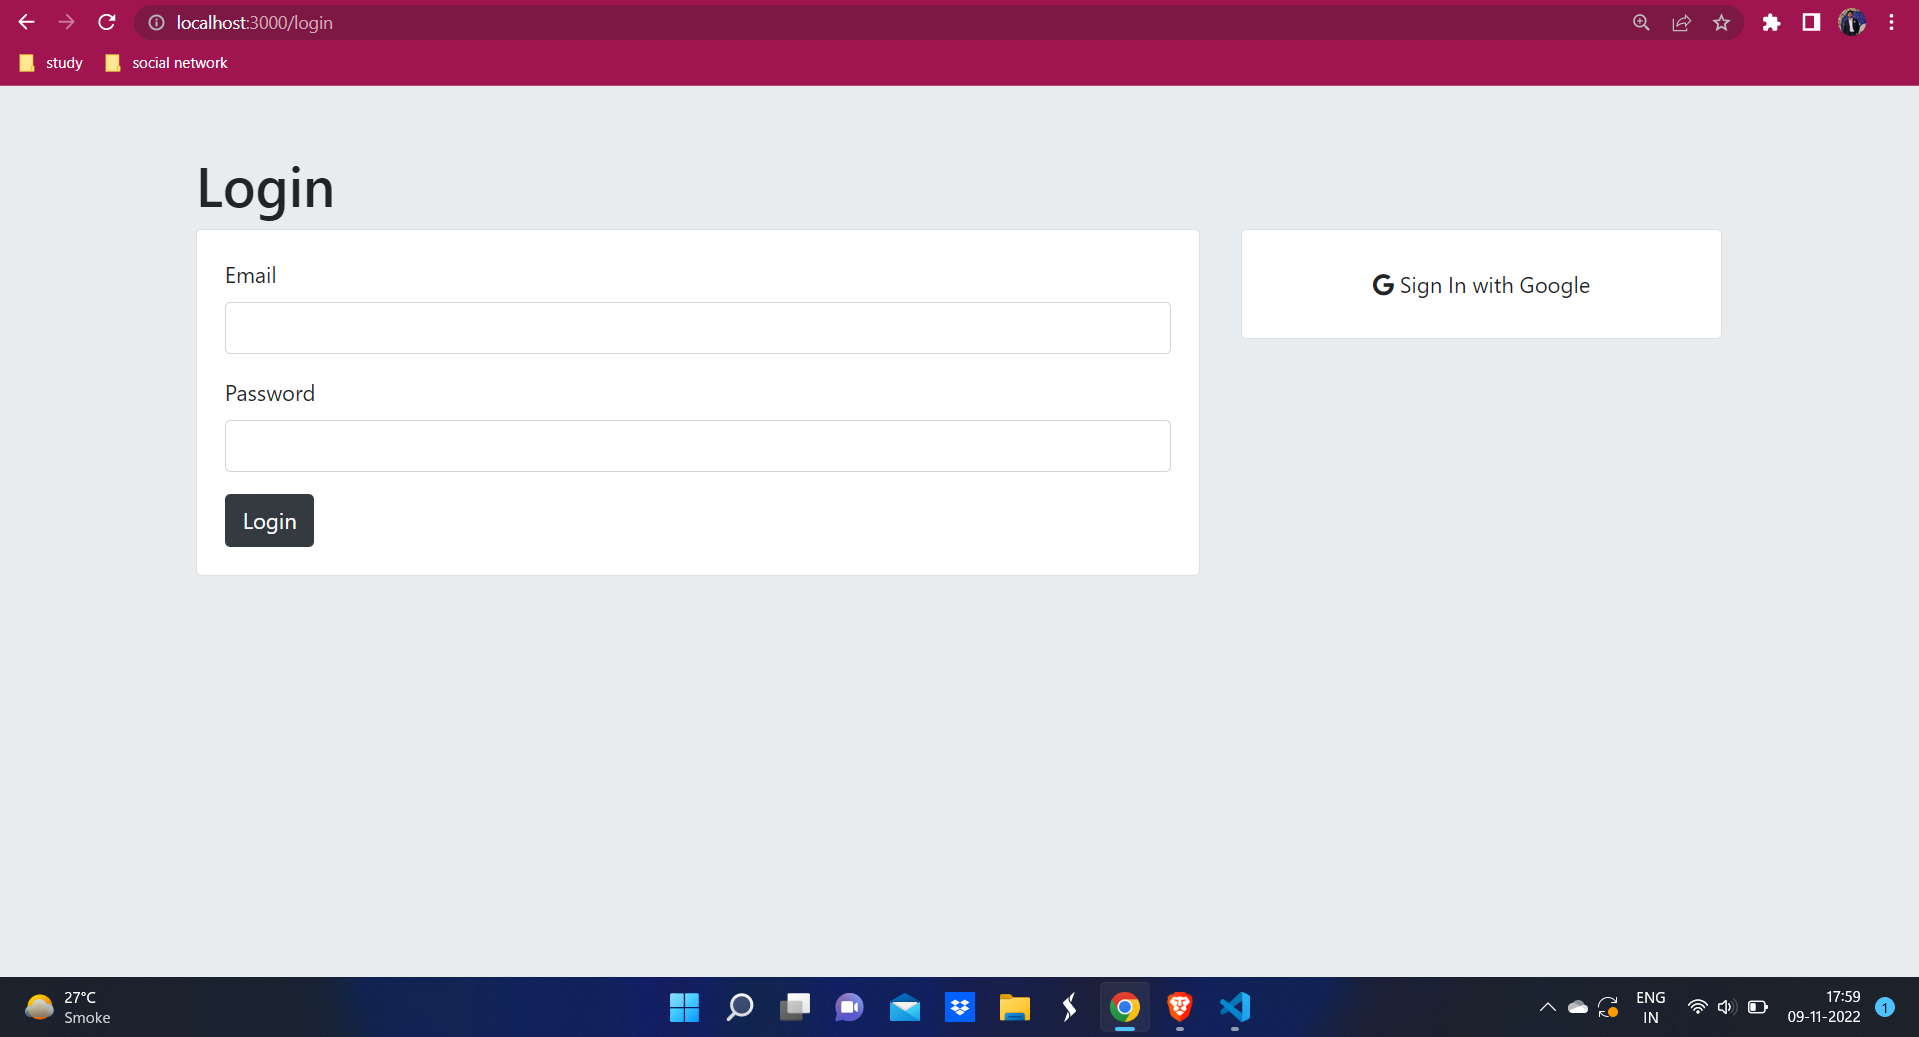 localhost:3000/login
study
social network
Login
Email
Password
Login
Sign In with Google
27°C
Smoke
ENG
IN
17:59
09-11-2022
1